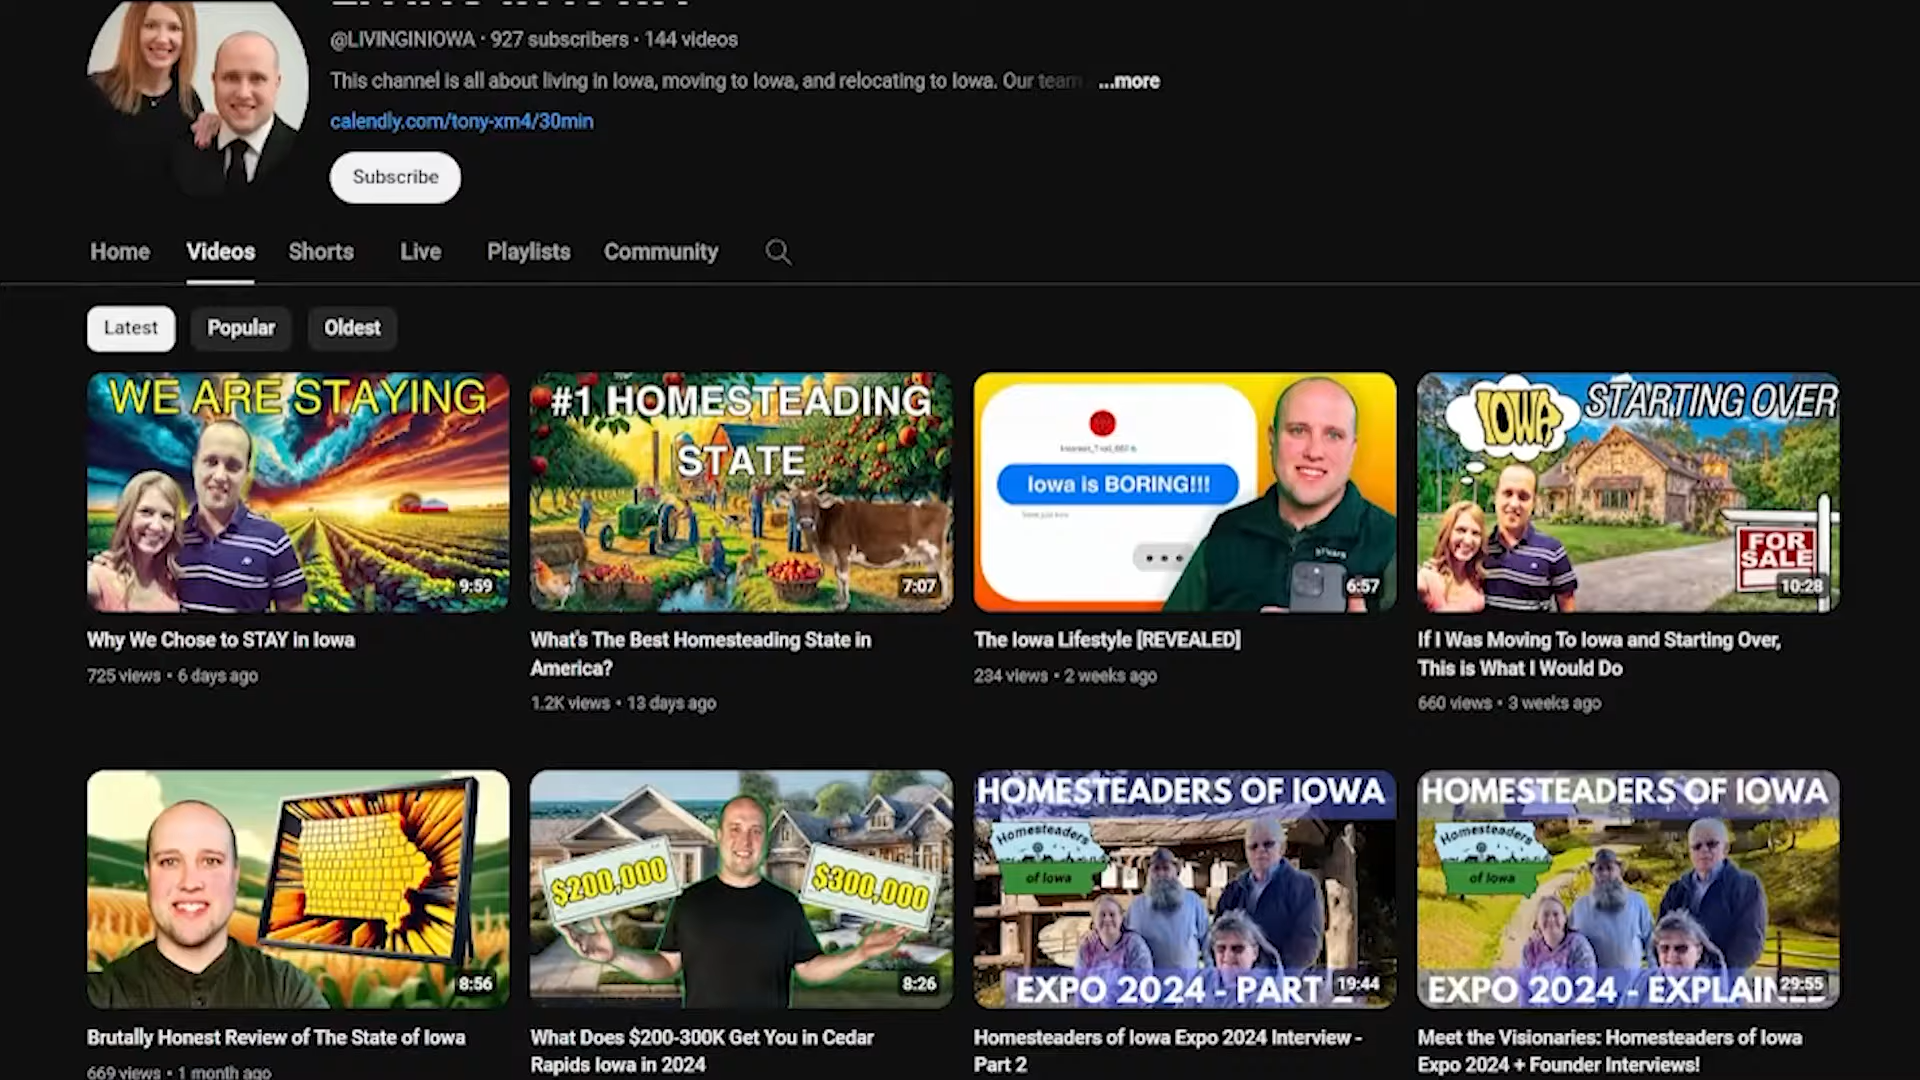 @LIVINGINIOWA · 927 subscribers · 144 videos
This channel is all about living in Iowa, moving to Iowa, and relocating to Iowa. Our team ...more
calendly.com/tony-xm4/30min
Subscribe
Home Videos Shorts Live Playlists Community
Latest Popular Oldest
WE ARE STAYING
9:59
#1 HOMESTEADING
STATE
7:07
Iowa is BORING!!!
6:57
IOWA
STARTING OVER
FOR
SALE
10:28
Why We Chose to STAY in Iowa
725 views • 6 days ago
What's The Best Homesteading State in
America?
1.2K views • 13 days ago
The Iowa Lifestyle [REVEALED]
234 views • 2 weeks ago
If I Was Moving To Iowa and Starting Over,
This is What I Would Do
660 views • 3 weeks ago
8:56
$200,000
$300,000
8:26
HOMESTEADERS OF IOWA
Homesteaders
of Iowa
EXPO 2024 - PART
19:44
HOMESTEADERS OF IOWA
Homesteaders
of Iowa
EXPO 2024 - EXPLAINED
29:55
Brutally Honest Review of The State of Iowa
669 views • 1 month ago
What Does $200-300K Get You in Cedar
Rapids Iowa in 2024
Homesteaders of Iowa Expo 2024 Interview -
Part 2
Meet the Visionaries: Homesteaders of Iowa
Expo 2024 + Founder Interviews!